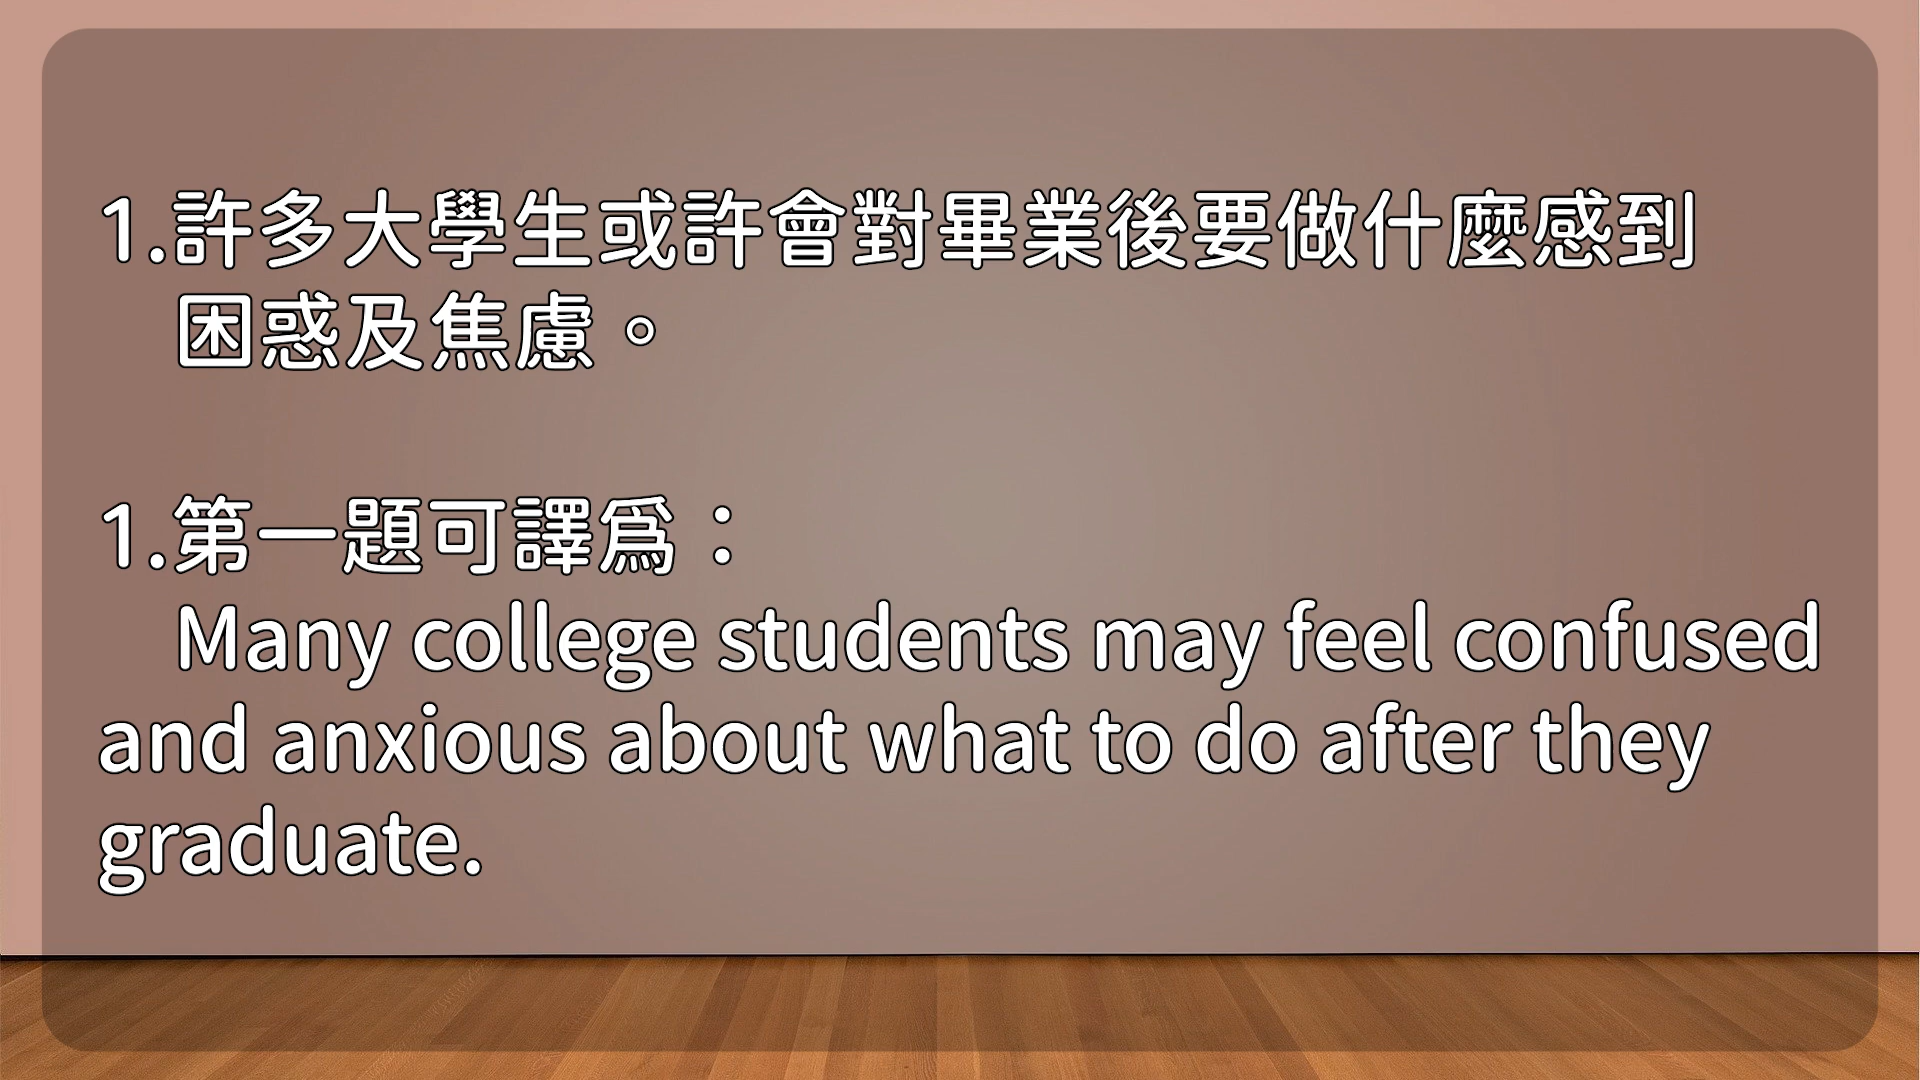 1.許多大學生或許會對畢業後要做什麼感到
困惑及焦慮。
1.第一題可譯爲：
Many college students may feel confused
and anxious about what to do after they
graduate.